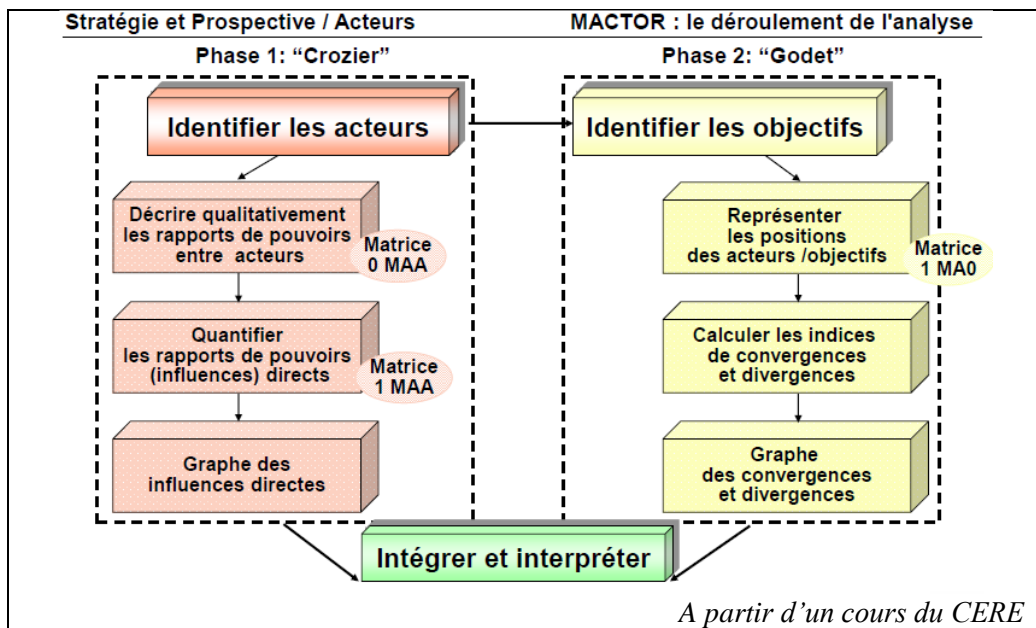 Stratégie et Prospective / Acteurs
MACTOR : le déroulement de l'analyse
Phase 1: “Crozier”
Phase 2: “Godet”
Identifier les acteurs
Identifier les objectifs
Décrire qualitativement
les rapports de pouvoirs
entre acteurs
Matrice
0 MAA
Représenter
les positions
des acteurs /objectifs
Matrice
1 MA0
Quantifier
les rapports de pouvoirs
(influences) directs
Matrice
1 MAA
Calculer les indices
de convergences
et divergences
Graphe des
influences directes
Graphe
des convergences
et divergences
Intégrer et interpréter
A partir d’un cours du CERE